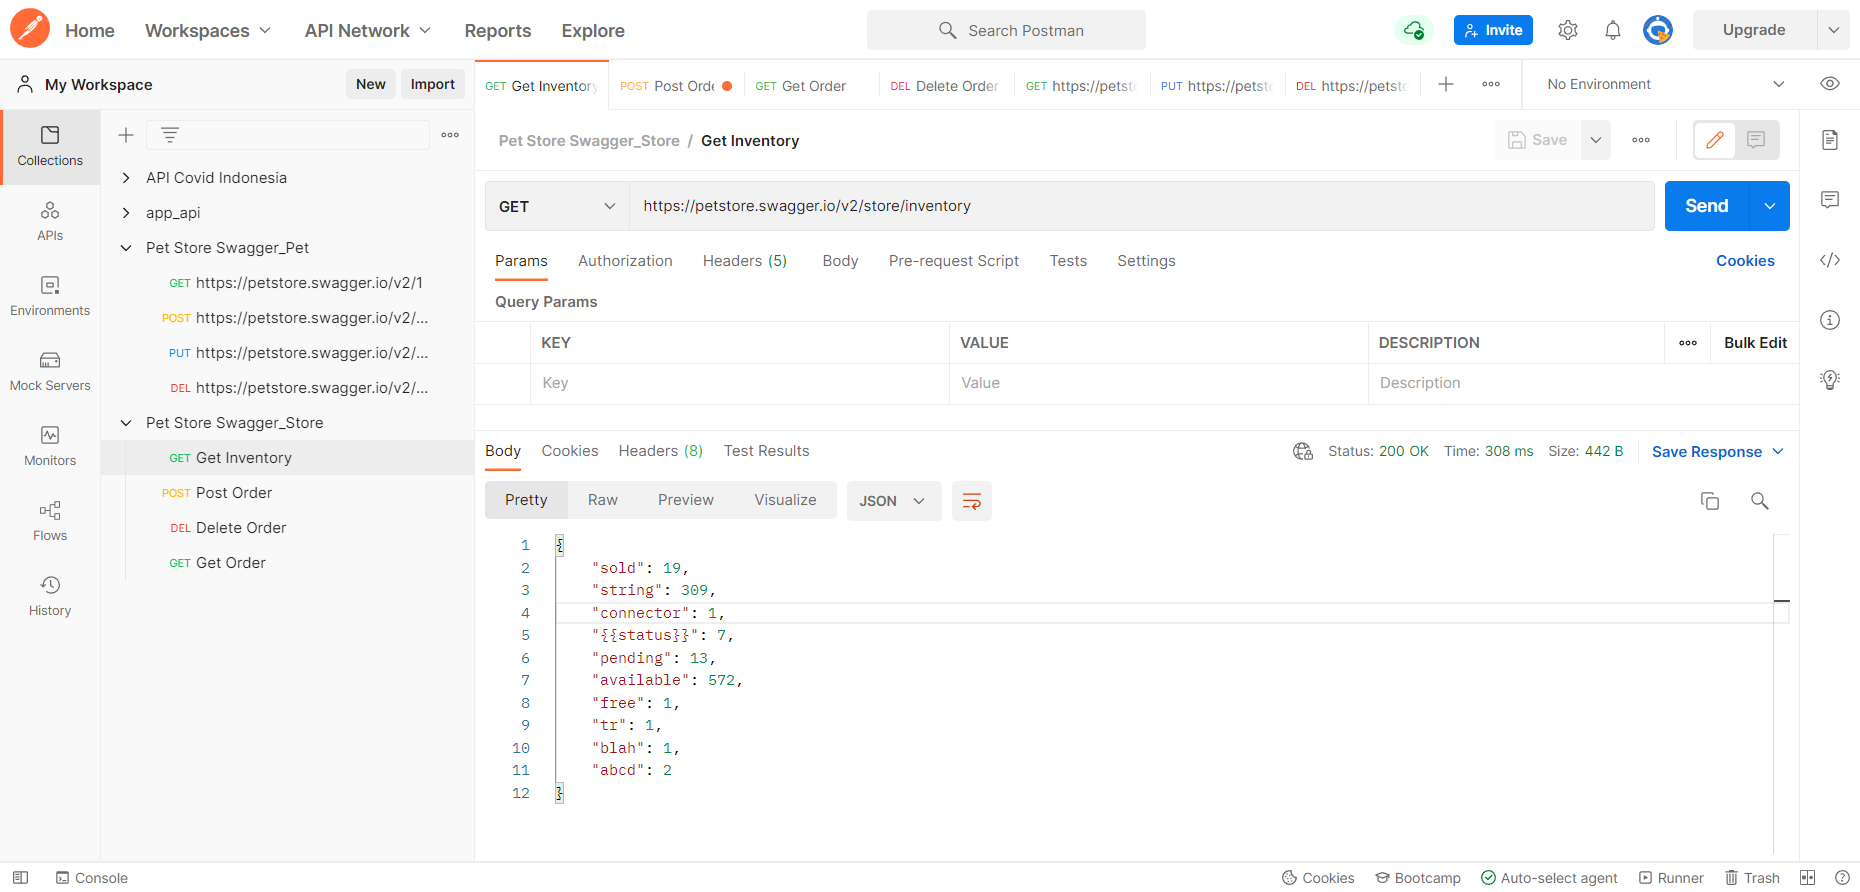 Home Workspaces API Network Reports Explore Search Postman Invite Upgrade
My Workspace New Import
GET Get Inventory POST Post Orde GET Get Order DEL Delete Order GET https://petst PUT https://petst DEL https://petst No Environment
Collections
APIs
Environments
Mock Servers
Monitors
Flows
History
API Covid Indonesia
app_api
Pet Store Swagger_Pet
GET https://petstore.swagger.io/v2/1
POST https://petstore.swagger.io/v2/...
PUT https://petstore.swagger.io/v2/...
DEL https://petstore.swagger.io/v2/...
Pet Store Swagger_Store
GET Get Inventory
POST Post Order
DEL Delete Order
GET Get Order
Pet Store Swagger_Store / Get Inventory Save
GET https://petstore.swagger.io/v2/store/inventory Send
Params Authorization Headers (5) Body Pre-request Script Tests Settings Cookies
Query Params
KEY VALUE DESCRIPTION Bulk Edit
Key Value Description
Body Cookies Headers (8) Test Results Status: 200 OK Time: 308 ms Size: 442 B Save Response
Pretty Raw Preview Visualize JSON
1 {
2 "sold": 19,
3 "string": 309,
4 "connector": 1,
5 "{{status}}": 7,
6 "pending": 13,
7 "available": 572,
8 "free": 1,
9 "tr": 1,
10 "blah": 1,
11 "abcd": 2
12 }
Console Cookies Bootcamp Auto-select agent Runner Trash